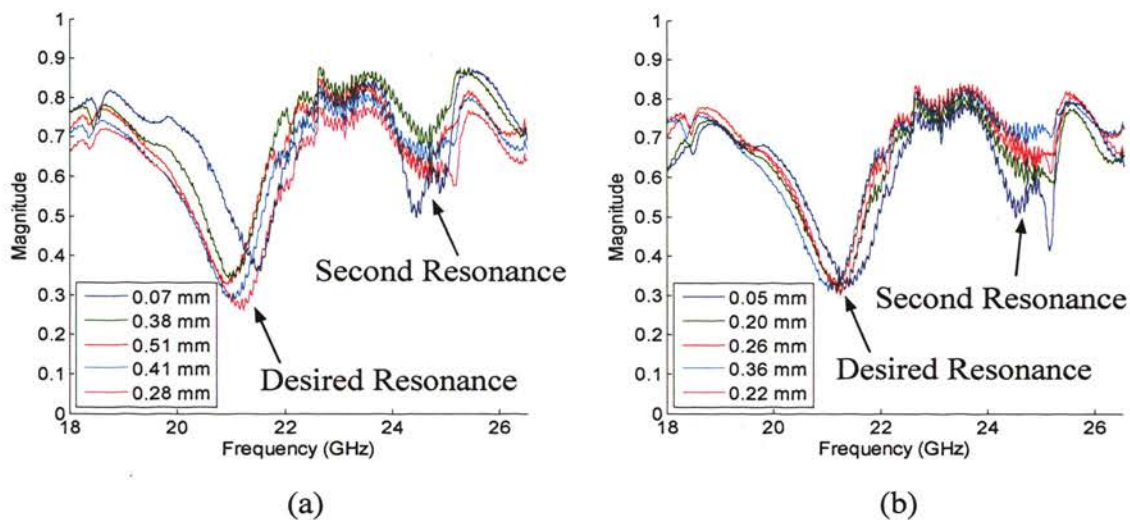 1
0.9
0.8
0.7
0.6
0.5
0.4
0.3
0.2
0.1
0
Magnitude
18
20
22
24
26
Frequency (GHz)
0.07 mm
0.38 mm
0.51 mm
0.41 mm
0.28 mm
Second Resonance
Desired Resonance
(a)
1
0.9
0.8
0.7
0.6
0.5
0.4
0.3
0.2
0.1
0
Magnitude
18
20
22
24
26
Frequency (GHz)
0.05 mm
0.20 mm
0.26 mm
0.36 mm
0.22 mm
Second Resonance
Desired Resonance
(b)